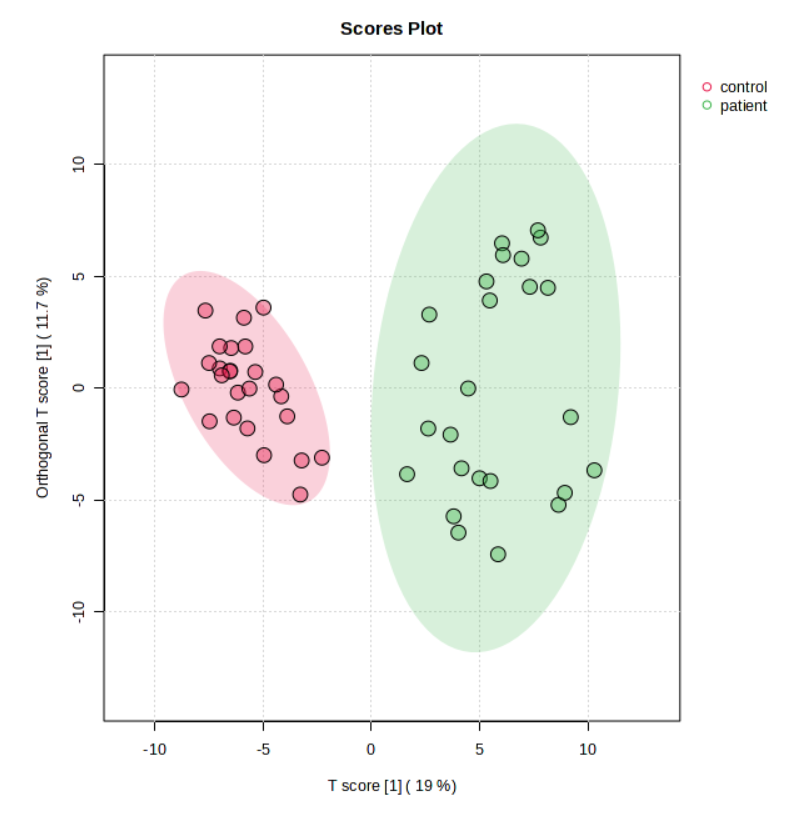 Scores Plot
control
patient
10
5
0
-5
-10
Orthogonal T score [1] ( 11.7 %)
-10
-5
0
5
10
T score [1] ( 19 %)